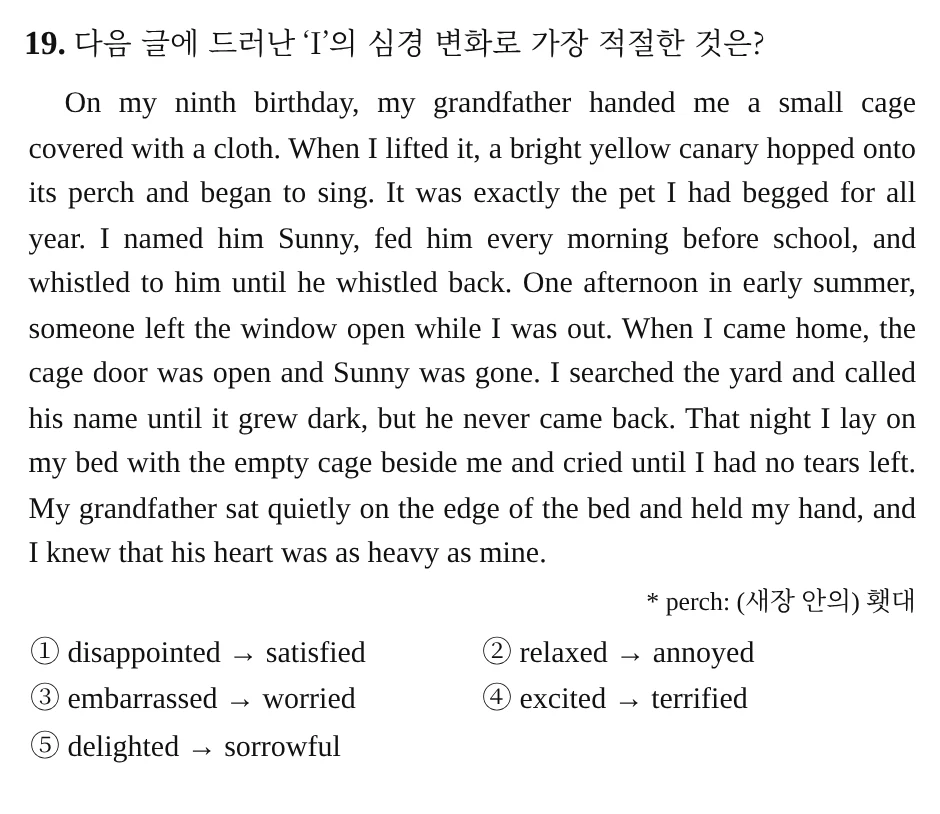 19. 다음 글에 드러난 ‘I’의 심경 변화로 가장 적절한 것은?
On my ninth birthday, my grandfather handed me a small cage
covered with a cloth. When I lifted it, a bright yellow canary hopped onto
its perch and began to sing. It was exactly the pet I had begged for all
year. I named him Sunny, fed him every morning before school, and
whistled to him until he whistled back. One afternoon in early summer,
someone left the window open while I was out. When I came home, the
cage door was open and Sunny was gone. I searched the yard and called
his name until it grew dark, but he never came back. That night I lay on
my bed with the empty cage beside me and cried until I had no tears left.
My grandfather sat quietly on the edge of the bed and held my hand, and
I knew that his heart was as heavy as mine.
* perch: (새장 안의) 횃대
① disappointed → satisfied ② relaxed → annoyed
③ embarrassed → worried ④ excited → terrified
⑤ delighted → sorrowful